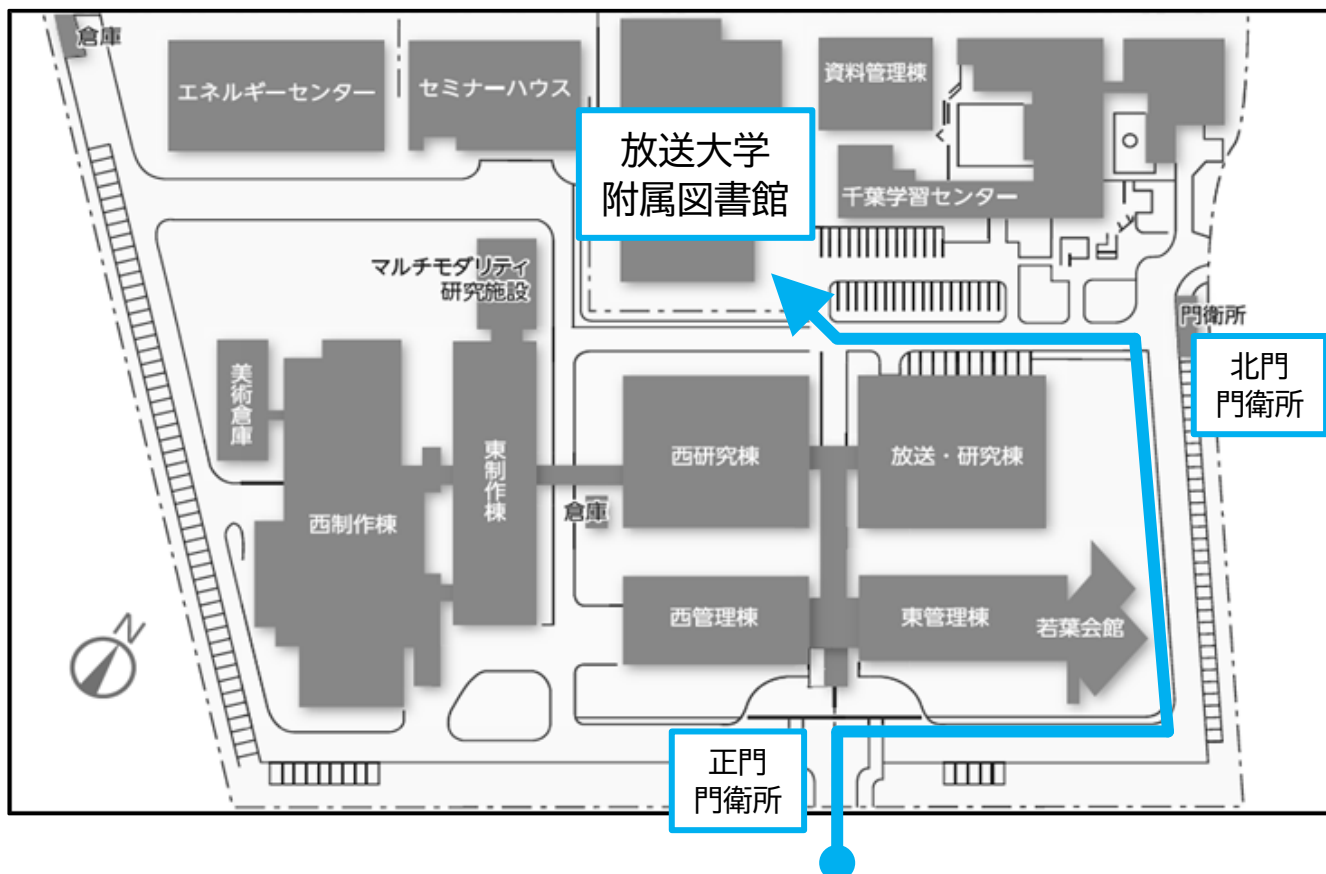 倉庫
エネルギーセンター
セミナーハウス
資料管理棟
放送大学
附属図書館
千葉学習センター
マルチモダリティ
研究施設
門衛所
北門
門衛所
美術倉庫
東制作棟
西研究棟
放送・研究棟
倉庫
西制作棟
西管理棟
東管理棟
若葉会館
N
正門
門衛所